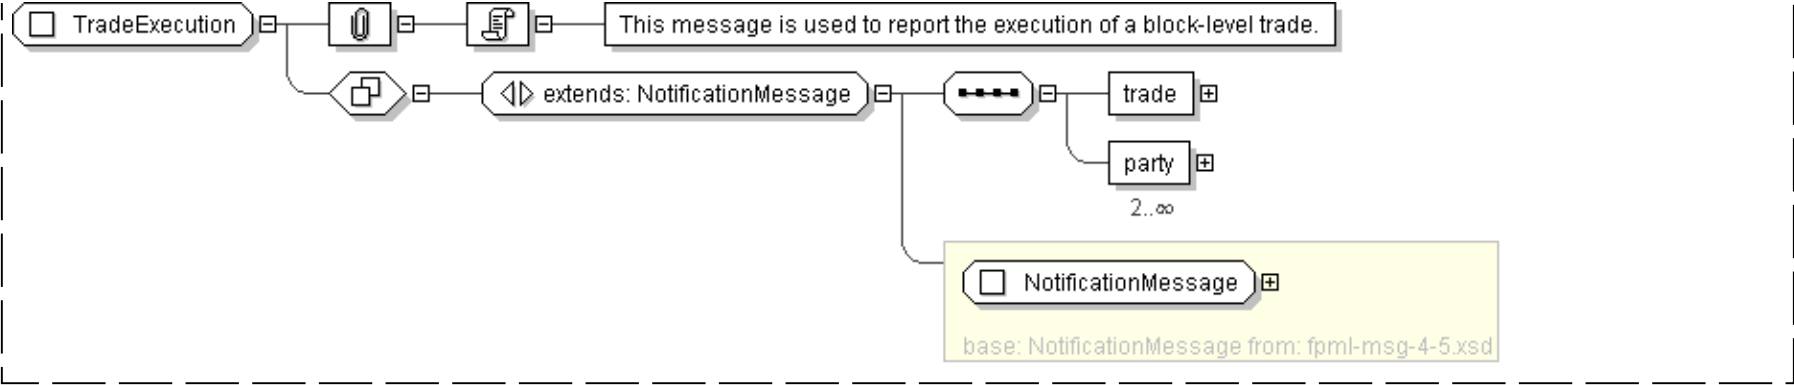 TradeExecution
This message is used to report the execution of a block-level trade.
extends: NotificationMessage
trade
party
2..∞
NotificationMessage
base: NotificationMessage from: fpml-msg-4-5.xsd